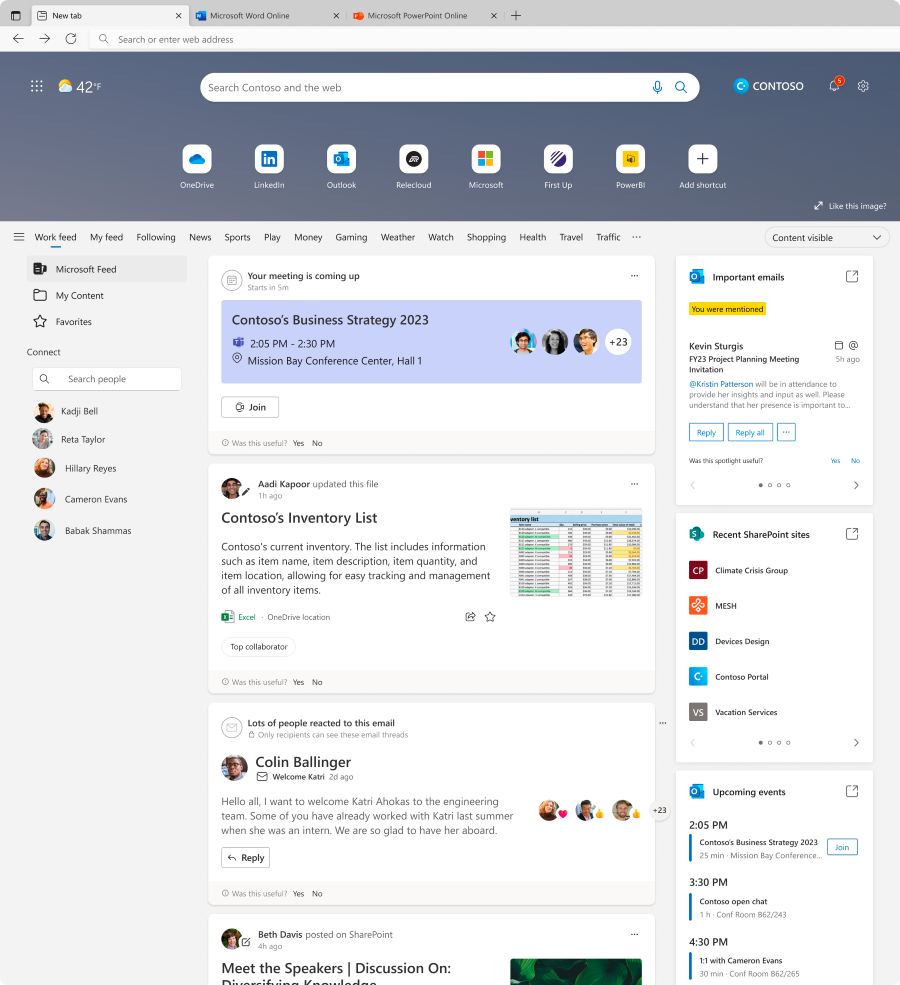 New tab
Microsoft Word Online
Microsoft PowerPoint Online
Search or enter web address
42°F
Search Contoso and the web
CONTOSO
5
OneDrive
LinkedIn
Outlook
Relecloud
Microsoft
First Up
PowerBI
Add shortcut
Like this image?
Work feed
My feed
Following
News
Sports
Play
Money
Gaming
Weather
Watch
Shopping
Health
Travel
Traffic
Content visible
Microsoft Feed
My Content
Favorites
Connect
Search people
Kadji Bell
Reta Taylor
Hillary Reyes
Cameron Evans
Babak Shammas
Your meeting is coming up
Starts in 5m
Contoso's Business Strategy 2023
2:05 PM - 2:30 PM
Mission Bay Conference Center, Hall 1
+23
Join
Was this useful? Yes No
Aadi Kapoor updated this file
1h ago
Contoso's Inventory List
Contoso's current inventory. The list includes information
such as item name, item description, item quantity, and
item location, allowing for easy tracking and management
of all inventory items.
ventory list
Excel · OneDrive location
Top collaborator
Was this useful? Yes No
Lots of people reacted to this email
Only recipients can see these email threads
Colin Ballinger
Welcome Katri 2d ago
Hello all, I want to welcome Katri Ahokas to the engineering
team. Some of you have already worked with Katri last summer
when she was an intern. We are so glad to have her aboard.
+23
Reply
Was this useful? Yes No
Beth Davis posted on SharePoint
4h ago
Meet the Speakers | Discussion On:
Diversifying Knowledge
Important emails
You were mentioned
Kevin Sturgis
FY23 Project Planning Meeting
Invitation
5h ago
@Kristin Patterson will be in attendance to
provide her insights and input as well. Please
understand that her presence is important to...
Reply
Reply all
Was this spotlight useful? Yes No
Recent SharePoint sites
CP Climate Crisis Group
MESH
DD Devices Design
Contoso Portal
VS Vacation Services
Upcoming events
2:05 PM
Contoso's Business Strategy 2023
25 min · Mission Bay Conference...
Join
3:30 PM
Contoso open chat
1 h · Conf Room B62/243
4:30 PM
1:1 with Cameron Evans
30 min · Conf Room B62/265